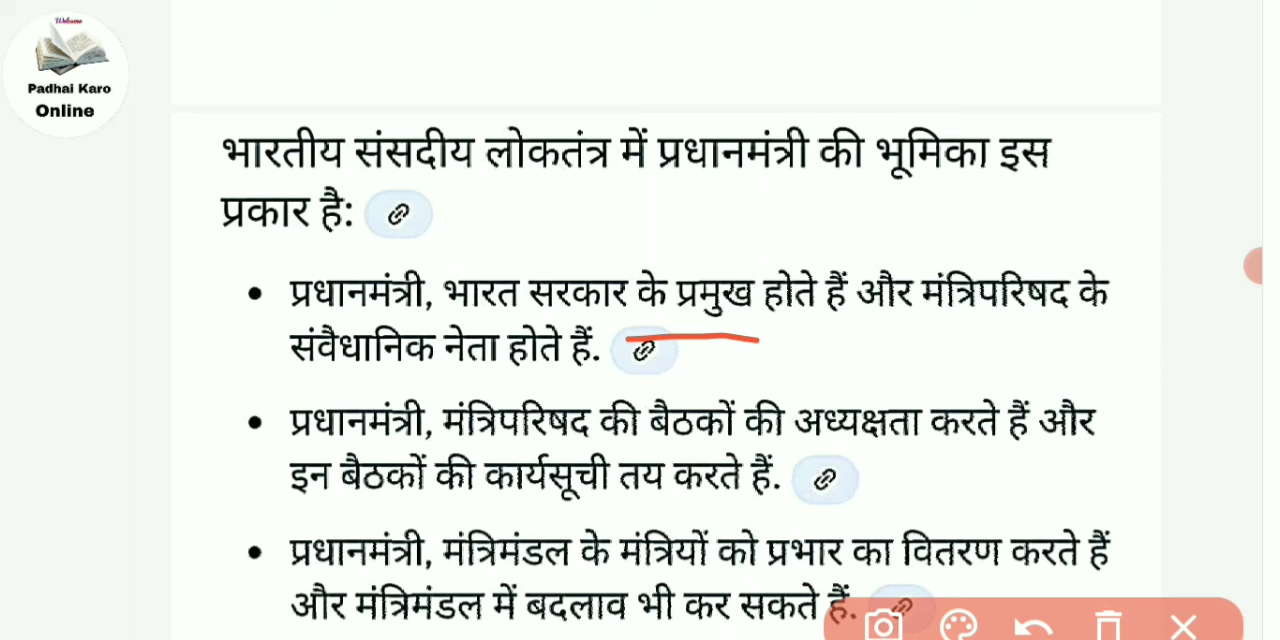 Welcome
Padhai Karo
Online
भारतीय संसदीय लोकतंत्र में प्रधानमंत्री की भूमिका इस
प्रकार है:
• प्रधानमंत्री, भारत सरकार के प्रमुख होते हैं और मंत्रिपरिषद के
संवैधानिक नेता होते हैं.
• प्रधानमंत्री, मंत्रिपरिषद की बैठकों की अध्यक्षता करते हैं और
इन बैठकों की कार्यसूची तय करते हैं.
• प्रधानमंत्री, मंत्रिमंडल के मंत्रियों को प्रभार का वितरण करते हैं
और मंत्रिमंडल में बदलाव भी कर सकते हैं.